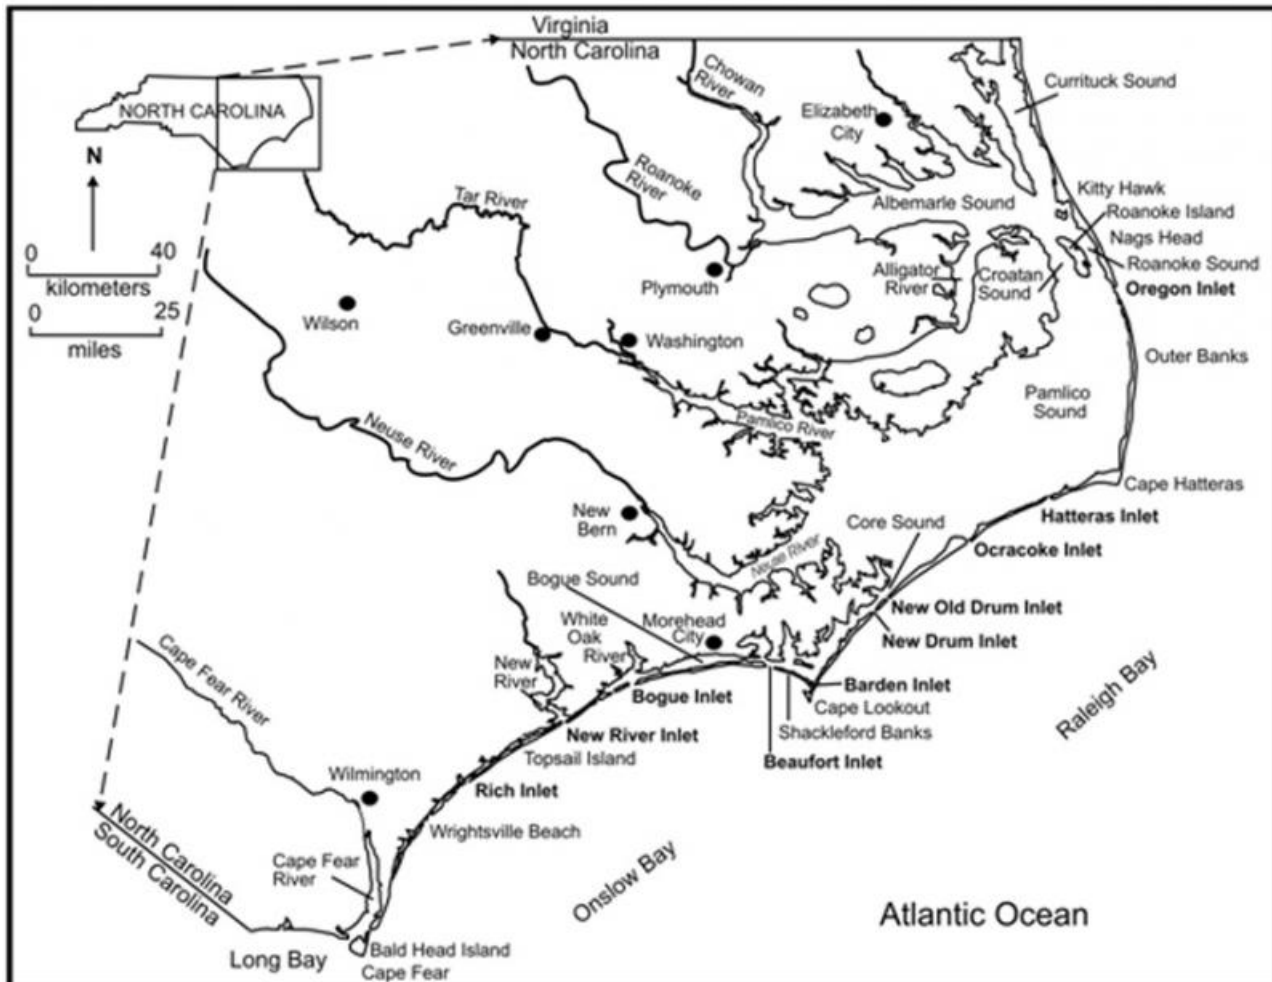 Virginia
North Carolina
NORTH CAROLINA
N
0 40
kilometers
0 25
miles
Chowan
River
Elizabeth
City
Currituck Sound
Roanoke
River
Tar River
Albemarle Sound
Kitty Hawk
Roanoke Island
Nags Head
Roanoke Sound
Oregon Inlet
Alligator
River
Croatan
Sound
Plymouth
Wilson
Greenville
Washington
Outer Banks
Pamlico
Sound
Pamlico River
Neuse River
Cape Hatteras
Hatteras Inlet
Core Sound
Ocracoke Inlet
New
Bern
Neuse River
Bogue Sound
New Old Drum Inlet
New Drum Inlet
White
Oak
River
Morehead
City
New
River
Cape Fear River
Bogue Inlet
Barden Inlet
Cape Lookout
Shackleford Banks
Beaufort Inlet
Raleigh Bay
New River Inlet
Topsail Island
Rich Inlet
Wilmington
Wrightsville Beach
North Carolina
South Carolina
Cape Fear
River
Onslow Bay
Atlantic Ocean
Long Bay
Bald Head Island
Cape Fear